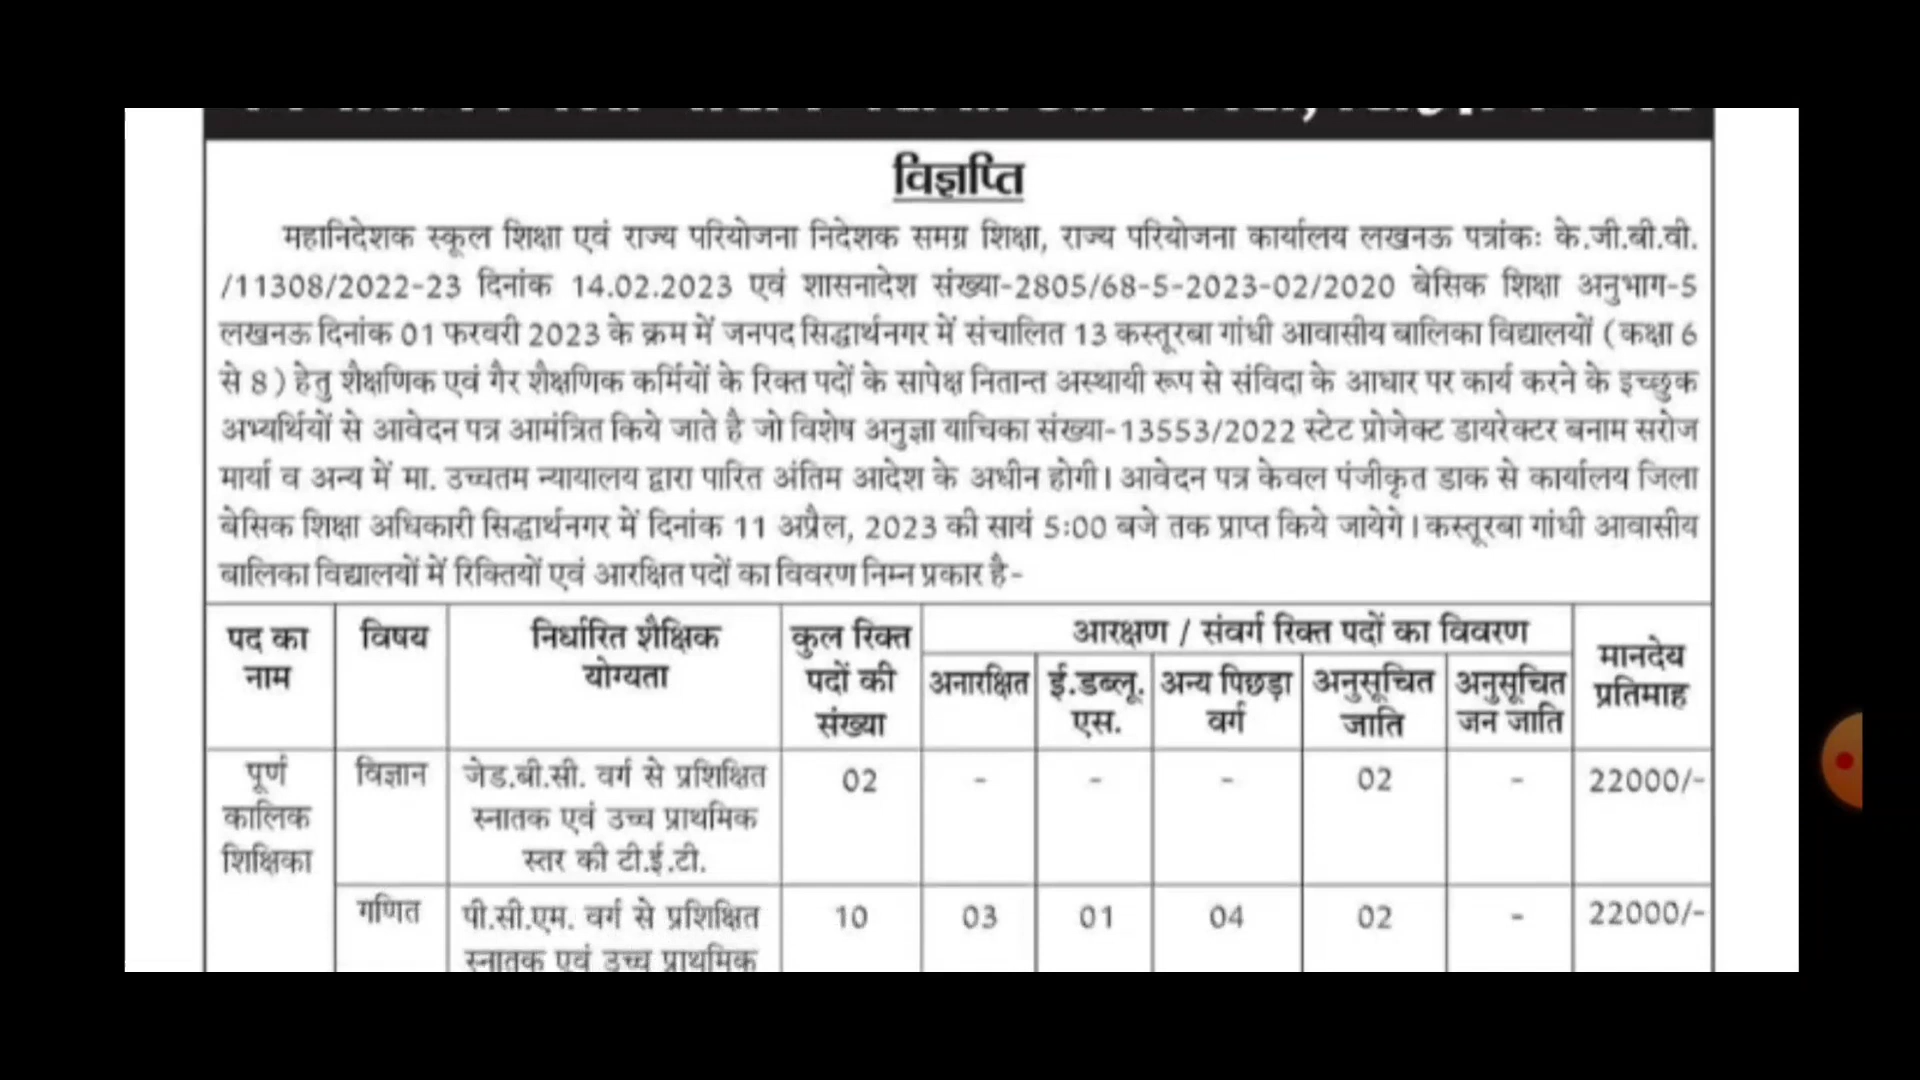 विज्ञप्ति
महानिदेशक स्कूल शिक्षा एवं राज्य परियोजना निदेशक समग्र शिक्षा, राज्य परियोजना कार्यालय लखनऊ पत्रांकः के.जी.बी.वी.
/11308/2022-23 दिनांक 14.02.2023 एवं शासनादेश संख्या-2805/68-5-2023-02/2020 बेसिक शिक्षा अनुभाग-5
लखनऊ दिनांक 01 फरवरी 2023 के क्रम में जनपद सिद्धार्थनगर में संचालित 13 कस्तूरबा गांधी आवासीय बालिका विद्यालयों (कक्षा 6
से 8) हेतु शैक्षणिक एवं गैर शैक्षणिक कर्मियों के रिक्त पदों के सापेक्ष नितान्त अस्थायी रूप से संविदा के आधार पर कार्य करने के इच्छुक
अभ्यर्थियों से आवेदन पत्र आमंत्रित किये जाते है जो विशेष अनुज्ञा याचिका संख्या-13553/2022 स्टेट प्रोजेक्ट डायरेक्टर बनाम सरोज
मार्या व अन्य में मा. उच्चतम न्यायालय द्वारा पारित अंतिम आदेश के अधीन होगी। आवेदन पत्र केवल पंजीकृत डाक से कार्यालय जिला
बेसिक शिक्षा अधिकारी सिद्धार्थनगर में दिनांक 11 अप्रैल, 2023 की सायं 5:00 बजे तक प्राप्त किये जायेगे। कस्तूरबा गांधी आवासीय
बालिका विद्यालयों में रिक्तियों एवं आरक्षित पदों का विवरण निम्न प्रकार है-
पद का नाम विषय निर्धारित शैक्षिक योग्यता कुल रिक्त पदों की संख्या आरक्षण / संवर्ग रिक्त पदों का विवरण मानदेय प्रतिमाह
अनारक्षित ई.डब्लू.एस. अन्य पिछड़ा वर्ग अनुसूचित जाति अनुसूचित जन जाति
पूर्ण कालिक शिक्षिका विज्ञान जेड.बी.सी. वर्ग से प्रशिक्षित स्नातक एवं उच्च प्राथमिक स्तर की टी.ई.टी. 02 - - - 02 - 22000/-
गणित पी.सी.एम. वर्ग से प्रशिक्षित स्नातक एवं उच्च प्राथमिक 10 03 01 04 02 - 22000/-